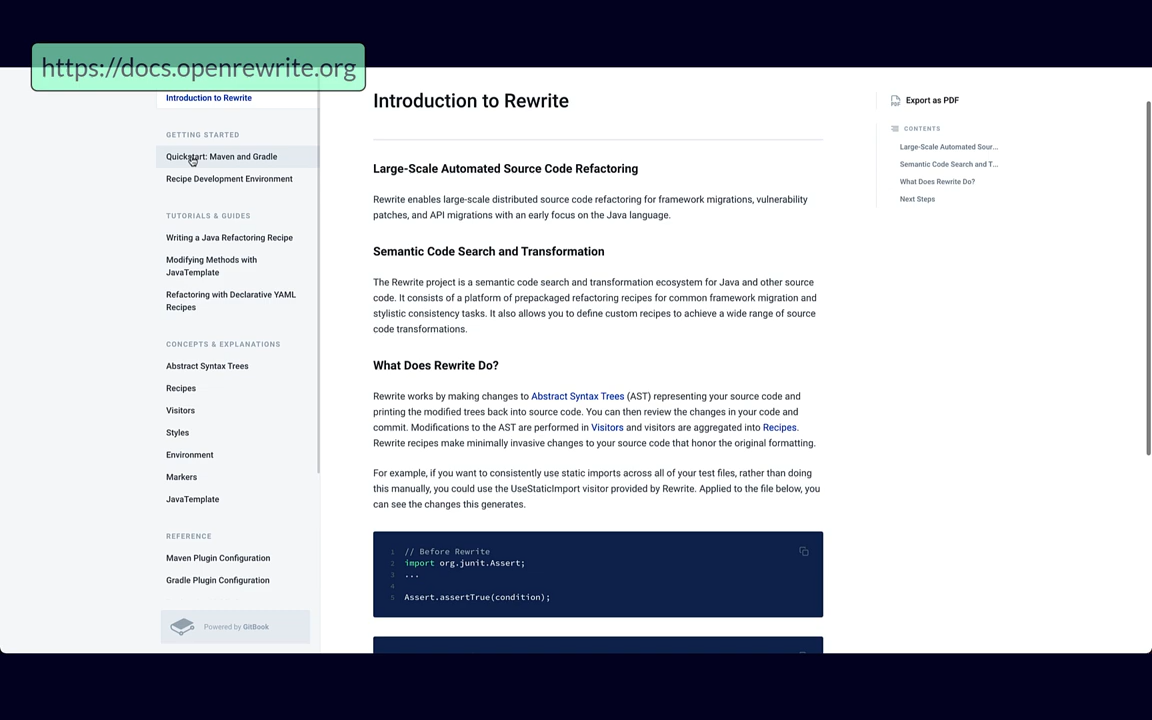 https://docs.openrewrite.org
Introduction to Rewrite
GETTING STARTED
Quickstart: Maven and Gradle
Recipe Development Environment
TUTORIALS & GUIDES
Writing a Java Refactoring Recipe
Modifying Methods with
JavaTemplate
Refactoring with Declarative YAML
Recipes
CONCEPTS & EXPLANATIONS
Abstract Syntax Trees
Recipes
Visitors
Styles
Environment
Markers
JavaTemplate
REFERENCE
Maven Plugin Configuration
Gradle Plugin Configuration
Powered by GitBook
Introduction to Rewrite
Large-Scale Automated Source Code Refactoring
Rewrite enables large-scale distributed source code refactoring for framework migrations, vulnerability
patches, and API migrations with an early focus on the Java language.
Semantic Code Search and Transformation
The Rewrite project is a semantic code search and transformation ecosystem for Java and other source
code. It consists of a platform of prepackaged refactoring recipes for common framework migration and
stylistic consistency tasks. It also allows you to define custom recipes to achieve a wide range of source
code transformations.
What Does Rewrite Do?
Rewrite works by making changes to Abstract Syntax Trees (AST) representing your source code and
printing the modified trees back into source code. You can then review the changes in your code and
commit. Modifications to the AST are performed in Visitors and visitors are aggregated into Recipes.
Rewrite recipes make minimally invasive changes to your source code that honor the original formatting.
For example, if you want to consistently use static imports across all of your test files, rather than doing
this manually, you could use the UseStaticImport visitor provided by Rewrite. Applied to the file below, you
can see the changes this generates.
1 // Before Rewrite
2 import org.junit.Assert;
3 ...
4
5 Assert.assertTrue(condition);
PDF Export as PDF
CONTENTS
Large-Scale Automated Sour...
Semantic Code Search and T...
What Does Rewrite Do?
Next Steps